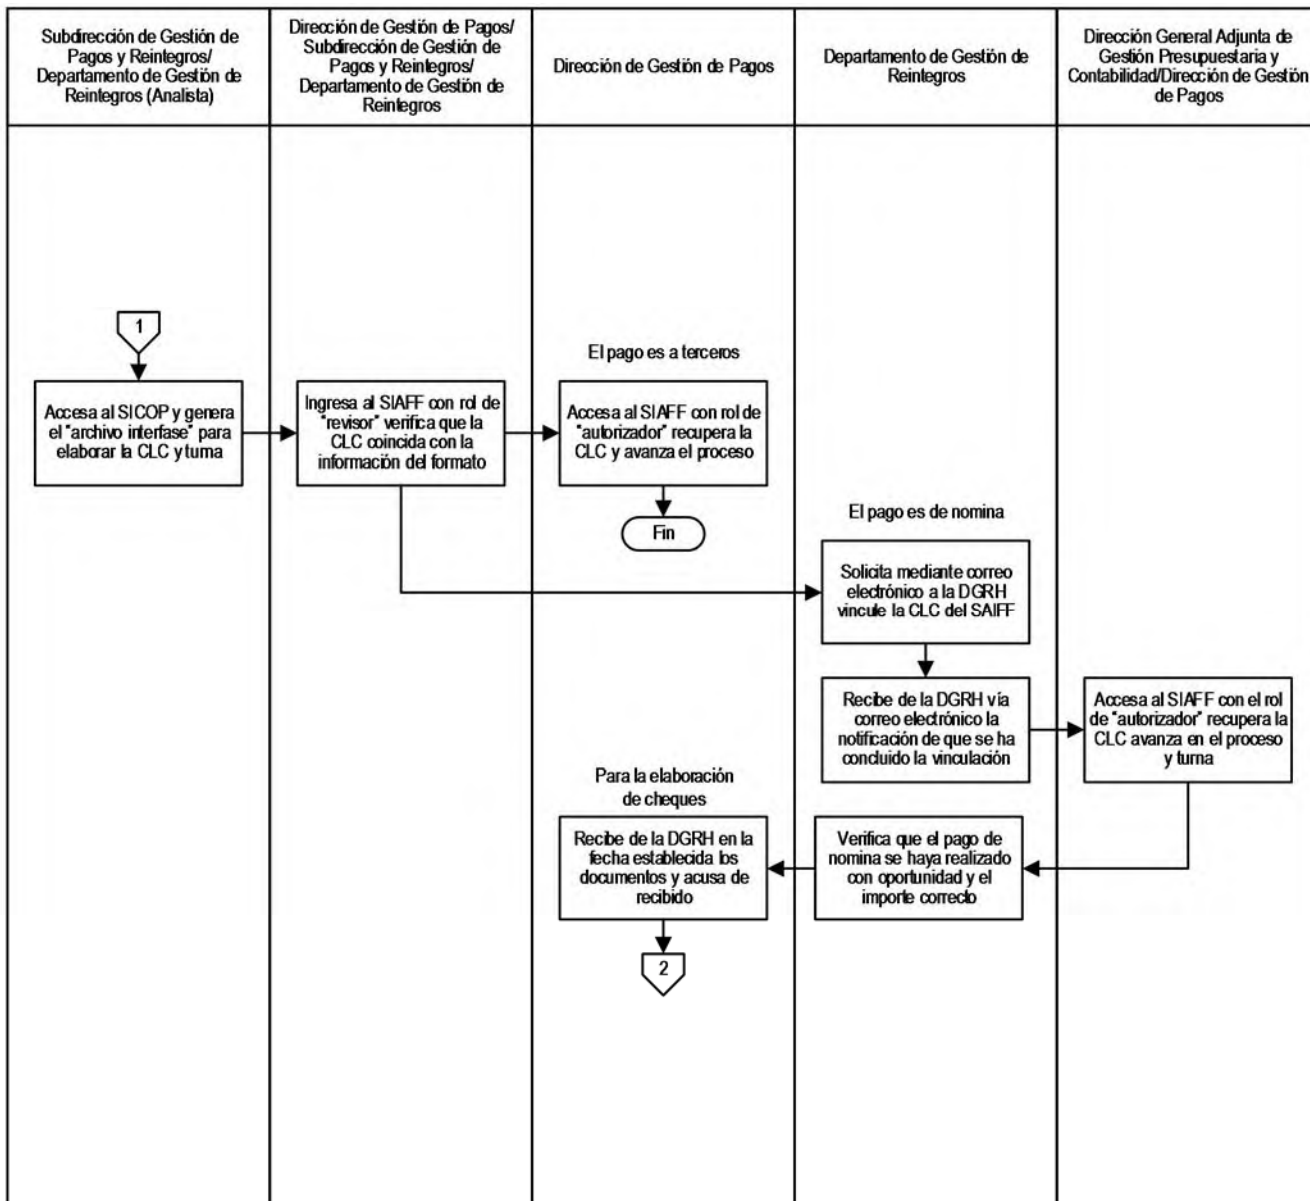 Subdirección de Gestión de
Pagos y Reintegros/
Departamento de Gestión de
Reintegros (Analista)
Dirección de Gestión de Pagos/
Subdirección de Gestión de
Pagos y Reintegros/
Departamento de Gestión de
Reintegros
Dirección de Gestión de Pagos
Departamento de Gestión de
Reintegros
Dirección General Adjunta de
Gestión Presupuestaria y
Contabilidad/Dirección de Gestión
de Pagos
1
Accesa al SICOP y genera
el "archivo interfase" para
elaborar la CLC y turna
Ingresa al SIAFF con rol de
"revisor" verifica que la
CLC coincida con la
información del formato
El pago es a terceros
Accesa al SIAFF con rol de
"autorizador" recupera la
CLC y avanza el proceso
Fin
El pago es de nomina
Solicita mediante correo
electrónico a la DGRH
vincule la CLC del SAIFF
Recibe de la DGRH vía
correo electrónico la
notificación de que se ha
concluido la vinculación
Accesa al SIAFF con el rol
de "autorizador" recupera la
CLC avanza en el proceso
y turna
Verifica que el pago de
nomina se haya realizado
con oportunidad y el
importe correcto
Para la elaboración
de cheques
Recibe de la DGRH en la
fecha establecida los
documentos y acusa de
recibido
2